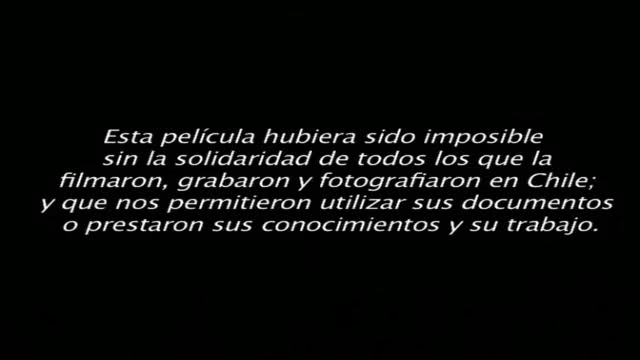 Esta película hubiera sido imposible
sin la solidaridad de todos los que la
filmaron, grabaron y fotografiaron en Chile;
y que nos permitieron utilizar sus documentos
o prestaron sus conocimientos y su trabajo.